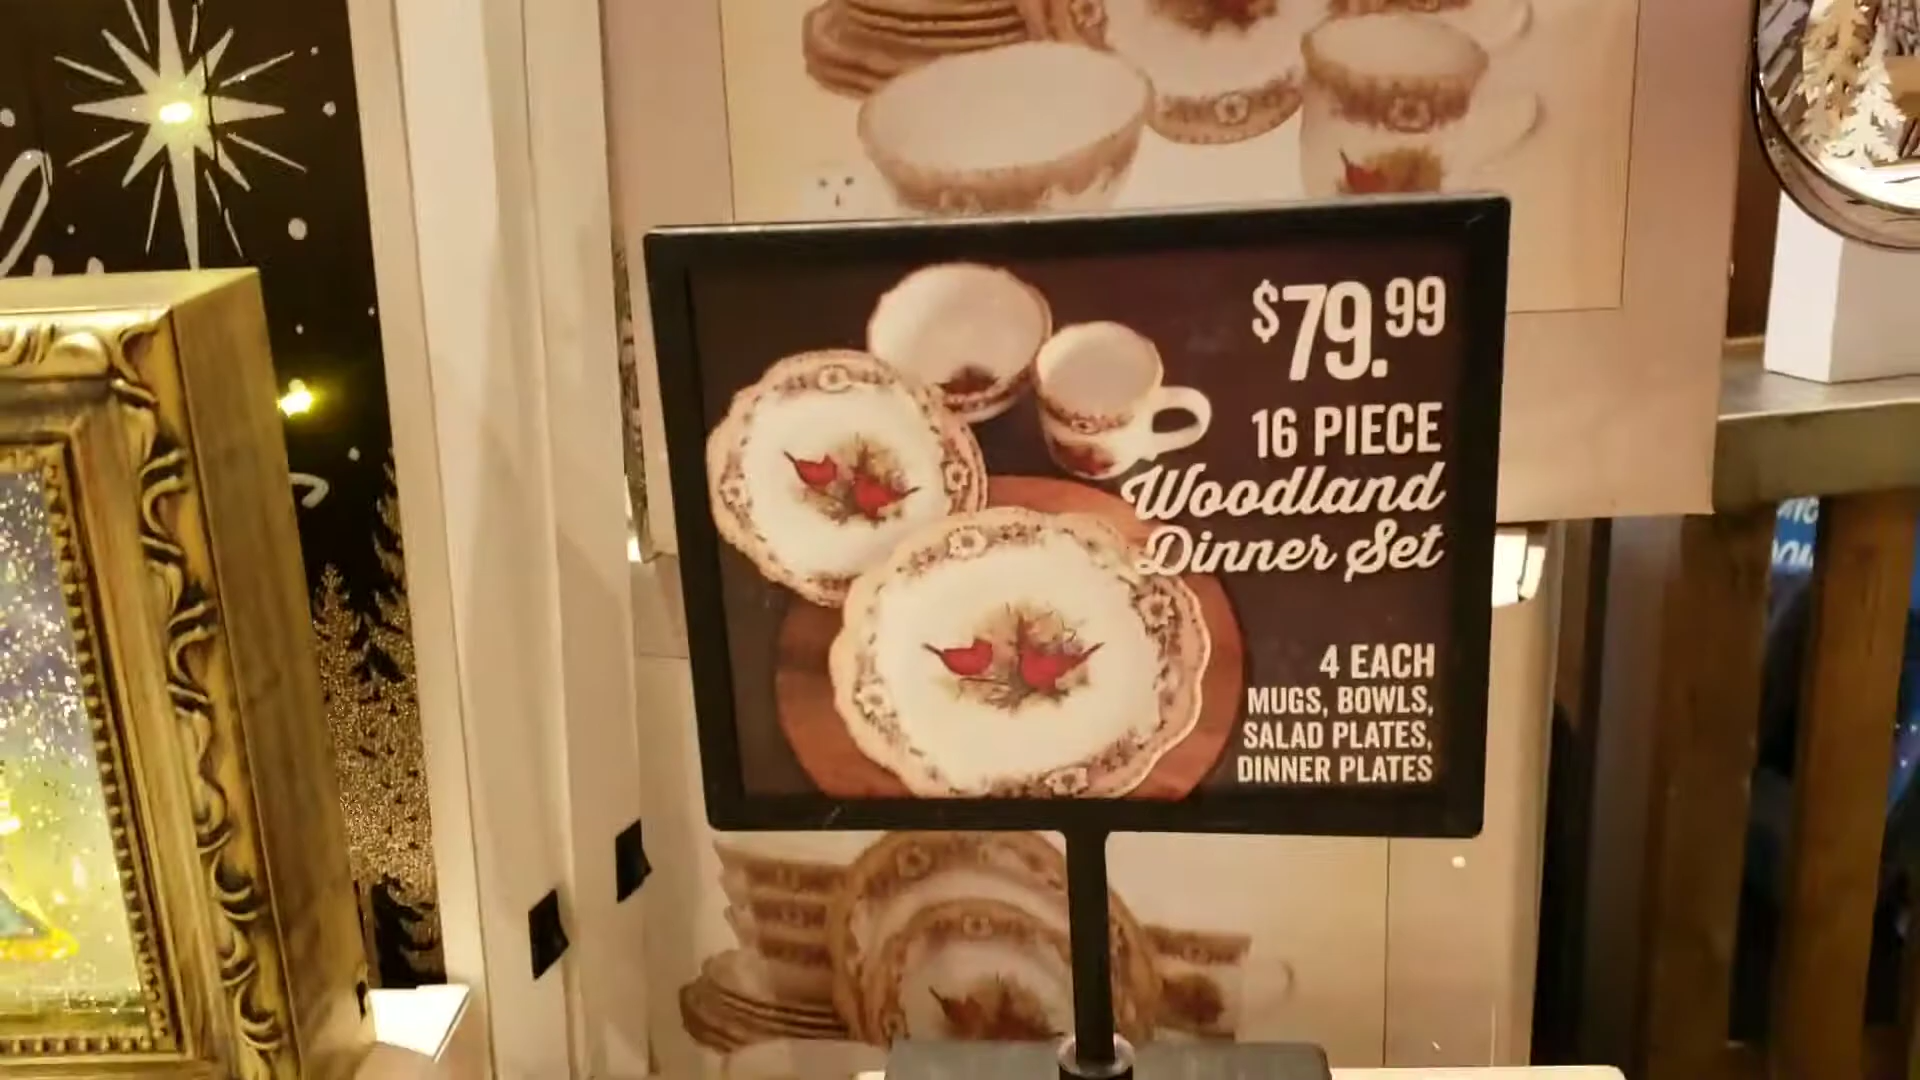 $79.99
16 PIECE
Woodland
Dinner Set
4 EACH
MUGS, BOWLS,
SALAD PLATES,
DINNER PLATES